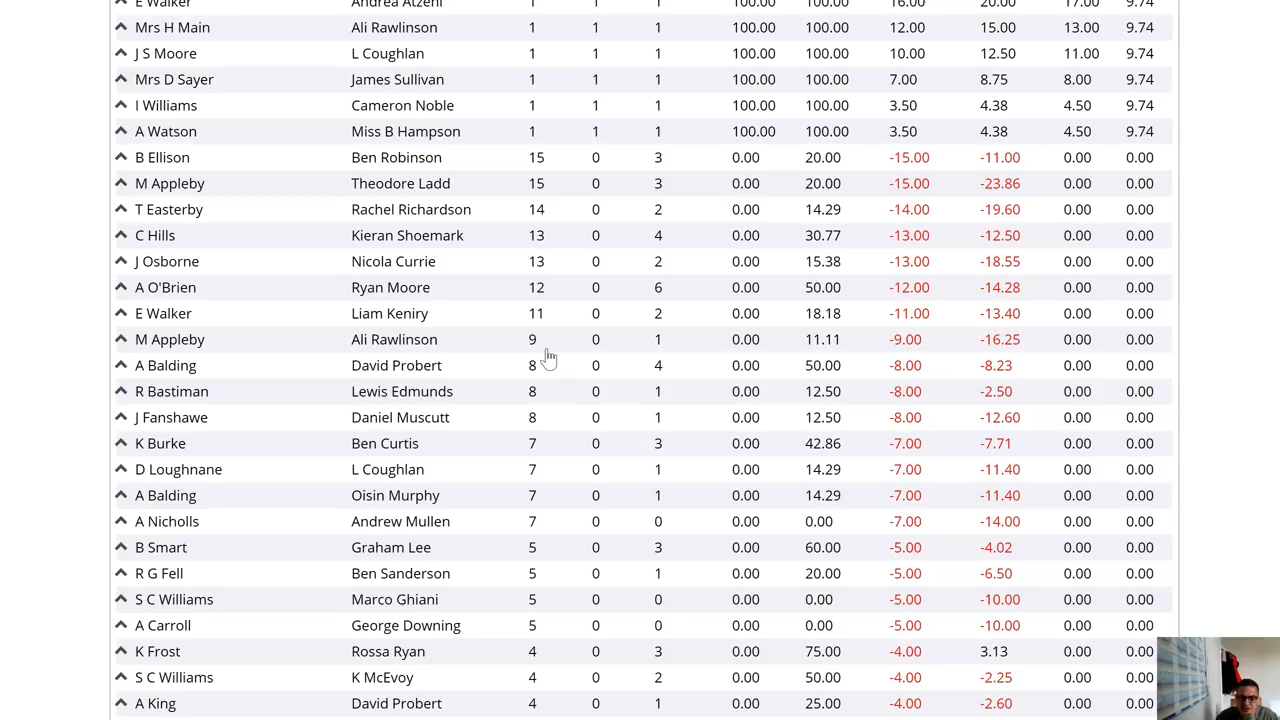 E Walker Andrea Atzeni 1 1 1 100.00 100.00 16.00 20.00 17.00 9.74
Mrs H Main Ali Rawlinson 1 1 1 100.00 100.00 12.00 15.00 13.00 9.74
J S Moore L Coughlan 1 1 1 100.00 100.00 10.00 12.50 11.00 9.74
Mrs D Sayer James Sullivan 1 1 1 100.00 100.00 7.00 8.75 8.00 9.74
I Williams Cameron Noble 1 1 1 100.00 100.00 3.50 4.38 4.50 9.74
A Watson Miss B Hampson 1 1 1 100.00 100.00 3.50 4.38 4.50 9.74
B Ellison Ben Robinson 15 0 3 0.00 20.00 -15.00 -11.00 0.00 0.00
M Appleby Theodore Ladd 15 0 3 0.00 20.00 -15.00 -23.86 0.00 0.00
T Easterby Rachel Richardson 14 0 2 0.00 14.29 -14.00 -19.60 0.00 0.00
C Hills Kieran Shoemark 13 0 4 0.00 30.77 -13.00 -12.50 0.00 0.00
J Osborne Nicola Currie 13 0 2 0.00 15.38 -13.00 -18.55 0.00 0.00
A O'Brien Ryan Moore 12 0 6 0.00 50.00 -12.00 -14.28 0.00 0.00
E Walker Liam Keniry 11 0 2 0.00 18.18 -11.00 -13.40 0.00 0.00
M Appleby Ali Rawlinson 9 0 1 0.00 11.11 -9.00 -16.25 0.00 0.00
A Balding David Probert 8 0 4 0.00 50.00 -8.00 -8.23 0.00 0.00
R Bastiman Lewis Edmunds 8 0 1 0.00 12.50 -8.00 -2.50 0.00 0.00
J Fanshawe Daniel Muscutt 8 0 1 0.00 12.50 -8.00 -12.60 0.00 0.00
K Burke Ben Curtis 7 0 3 0.00 42.86 -7.00 -7.71 0.00 0.00
D Loughnane L Coughlan 7 0 1 0.00 14.29 -7.00 -11.40 0.00 0.00
A Balding Oisin Murphy 7 0 1 0.00 14.29 -7.00 -11.40 0.00 0.00
A Nicholls Andrew Mullen 7 0 0 0.00 0.00 -7.00 -14.00 0.00 0.00
B Smart Graham Lee 5 0 3 0.00 60.00 -5.00 -4.02 0.00 0.00
R G Fell Ben Sanderson 5 0 1 0.00 20.00 -5.00 -6.50 0.00 0.00
S C Williams Marco Ghiani 5 0 0 0.00 0.00 -5.00 -10.00 0.00 0.00
A Carroll George Downing 5 0 0 0.00 0.00 -5.00 -10.00 0.00 0.00
K Frost Rossa Ryan 4 0 3 0.00 75.00 -4.00 3.13 0.00 0.00
S C Williams K McEvoy 4 0 2 0.00 50.00 -4.00 -2.25 0.00 0.00
A King David Probert 4 0 1 0.00 25.00 -4.00 -2.60 0.00 0.00